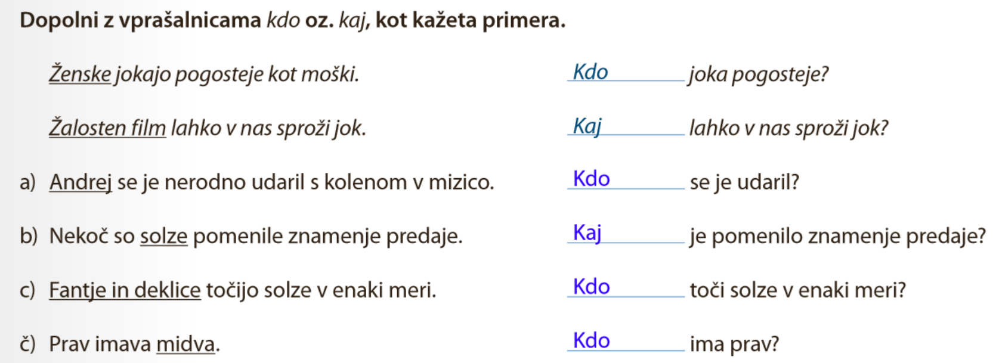 Dopolni z vprašalnicama kdo oz. kaj, kot kažeta primera.
Ženske jokajo pogosteje kot moški. Kdo joka pogosteje?
Žalosten film lahko v nas sproži jok. Kaj lahko v nas sproži jok?
a) Andrej se je nerodno udaril s kolenom v mizico. Kdo se je udaril?
b) Nekoč so solze pomenile znamenje predaje. Kaj je pomenilo znamenje predaje?
c) Fantje in deklice točijo solze v enaki meri. Kdo toči solze v enaki meri?
č) Prav imava midva. Kdo ima prav?